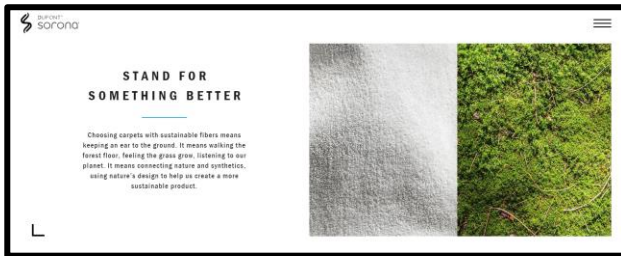 DUPONT™
sorona®
STAND FOR
SOMETHING BETTER
Choosing carpets with sustainable fibers means
keeping an ear to the ground. It means walking the
forest floor, feeling the grass grow, listening to our
planet. It means connecting nature and synthetics,
using nature's design to help us create a more
sustainable product.